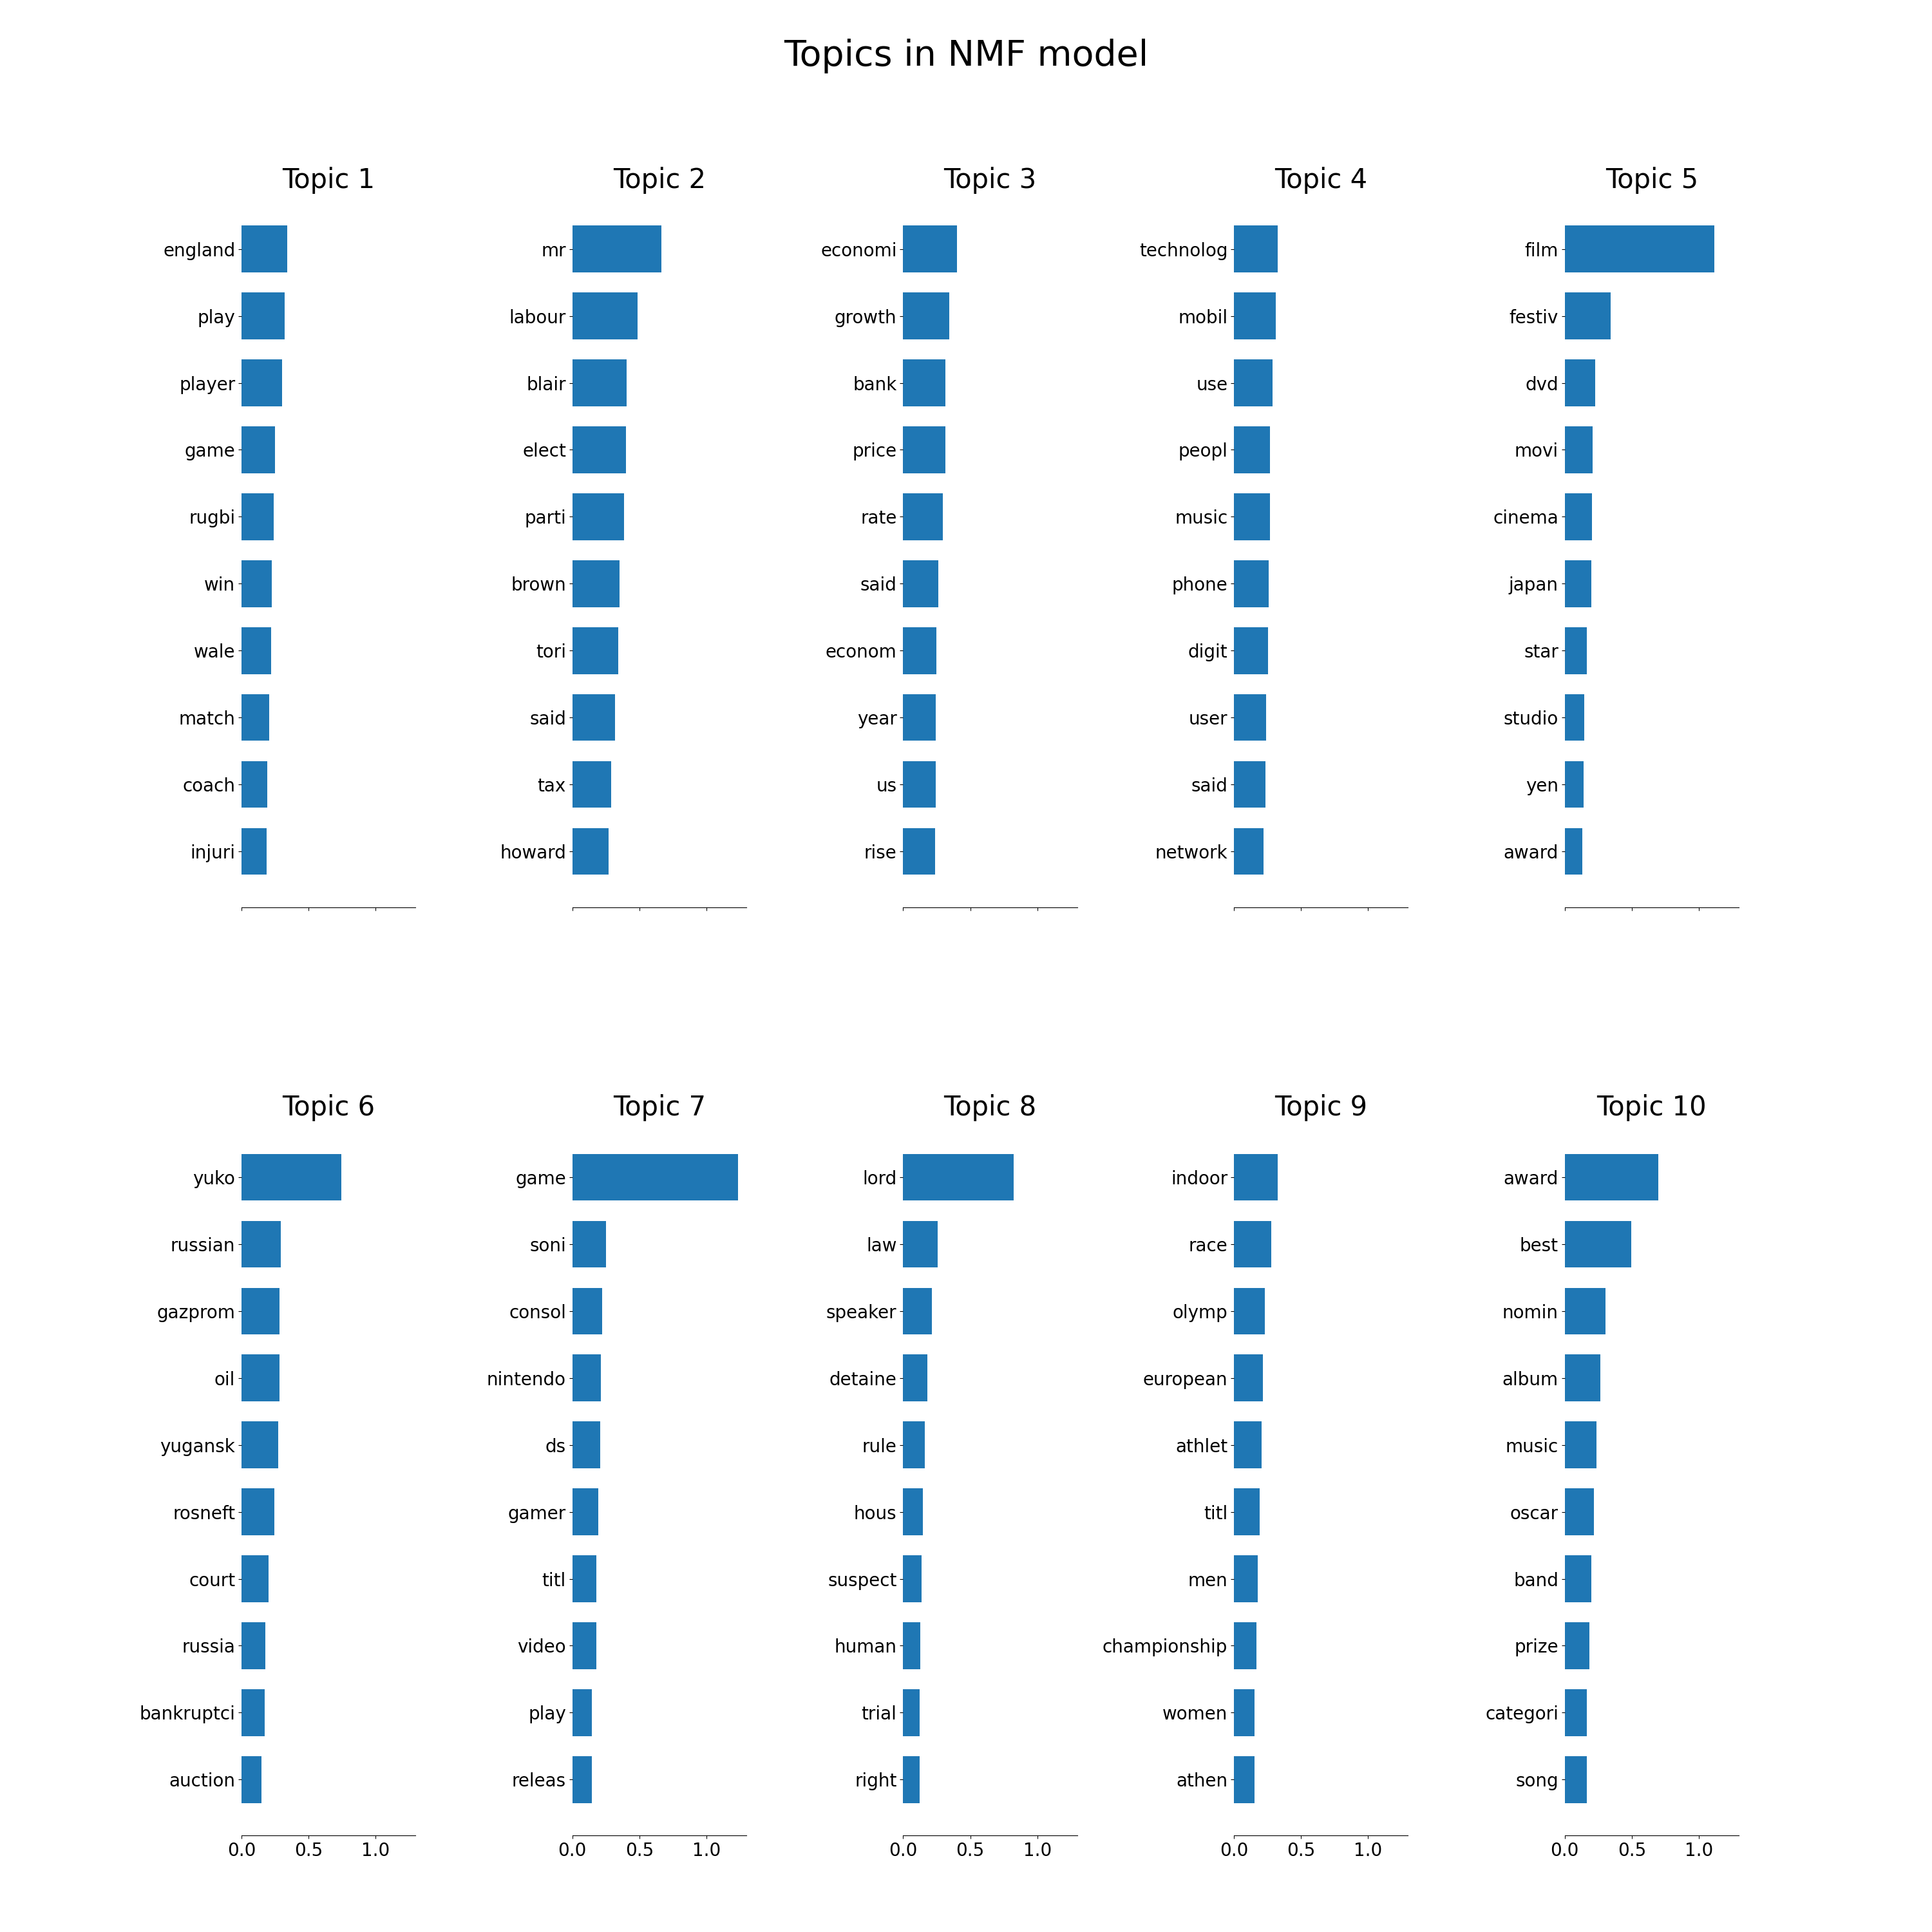 Topics in NMF model
Topic 1
england
play
player
game
rugbi
win
wale
match
coach
injuri
Topic 2
mr
labour
blair
elect
parti
brown
tori
said
tax
howard
Topic 3
economi
growth
bank
price
rate
said
econom
year
us
rise
Topic 4
technolog
mobil
use
peopl
music
phone
digit
user
said
network
Topic 5
film
festiv
dvd
movi
cinema
japan
star
studio
yen
award
Topic 6
yuko
russian
gazprom
oil
yugansk
rosneft
court
russia
bankruptci
auction
0.0 0.5 1.0
Topic 7
game
soni
consol
nintendo
ds
gamer
titl
video
play
releas
0.0 0.5 1.0
Topic 8
lord
law
speaker
detaine
rule
hous
suspect
human
trial
right
0.0 0.5 1.0
Topic 9
indoor
race
olymp
european
athlet
titl
men
championship
women
athen
0.0 0.5 1.0
Topic 10
award
best
nomin
album
music
oscar
band
prize
categori
song
0.0 0.5 1.0